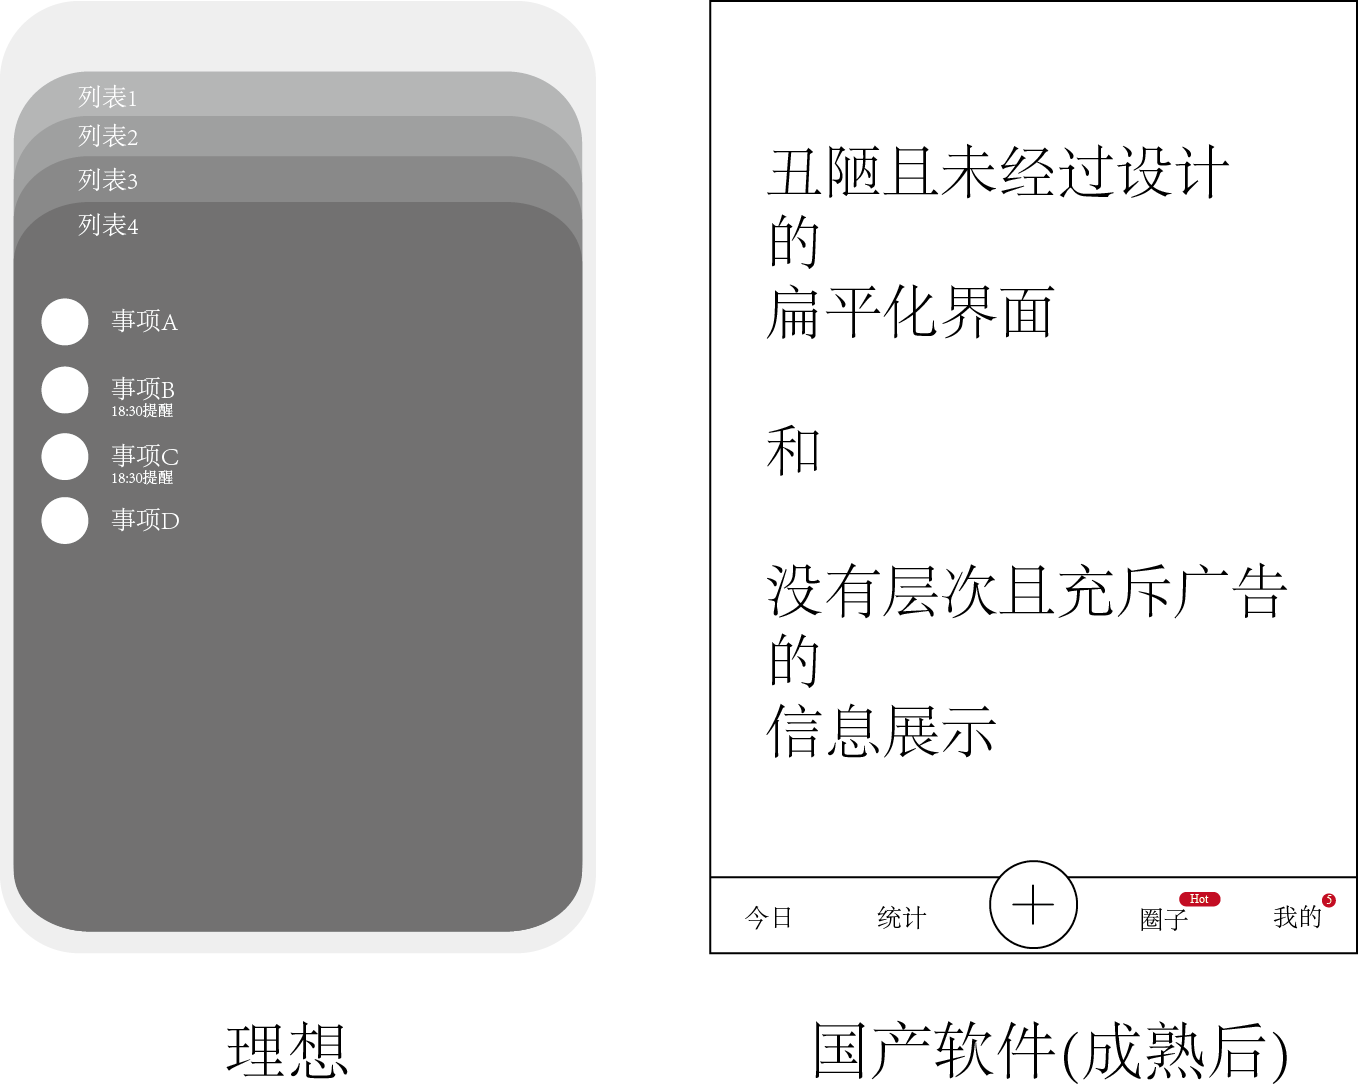 列表1
列表2
列表3
列表4
事项A
事项B
18:30提醒
事项C
18:30提醒
事项D
理想
丑陋且未经过设计
的
扁平化界面
和
没有层次且充斥广告
的
信息展示
今日
统计
圈子
Hot
我的
5
国产软件(成熟后)